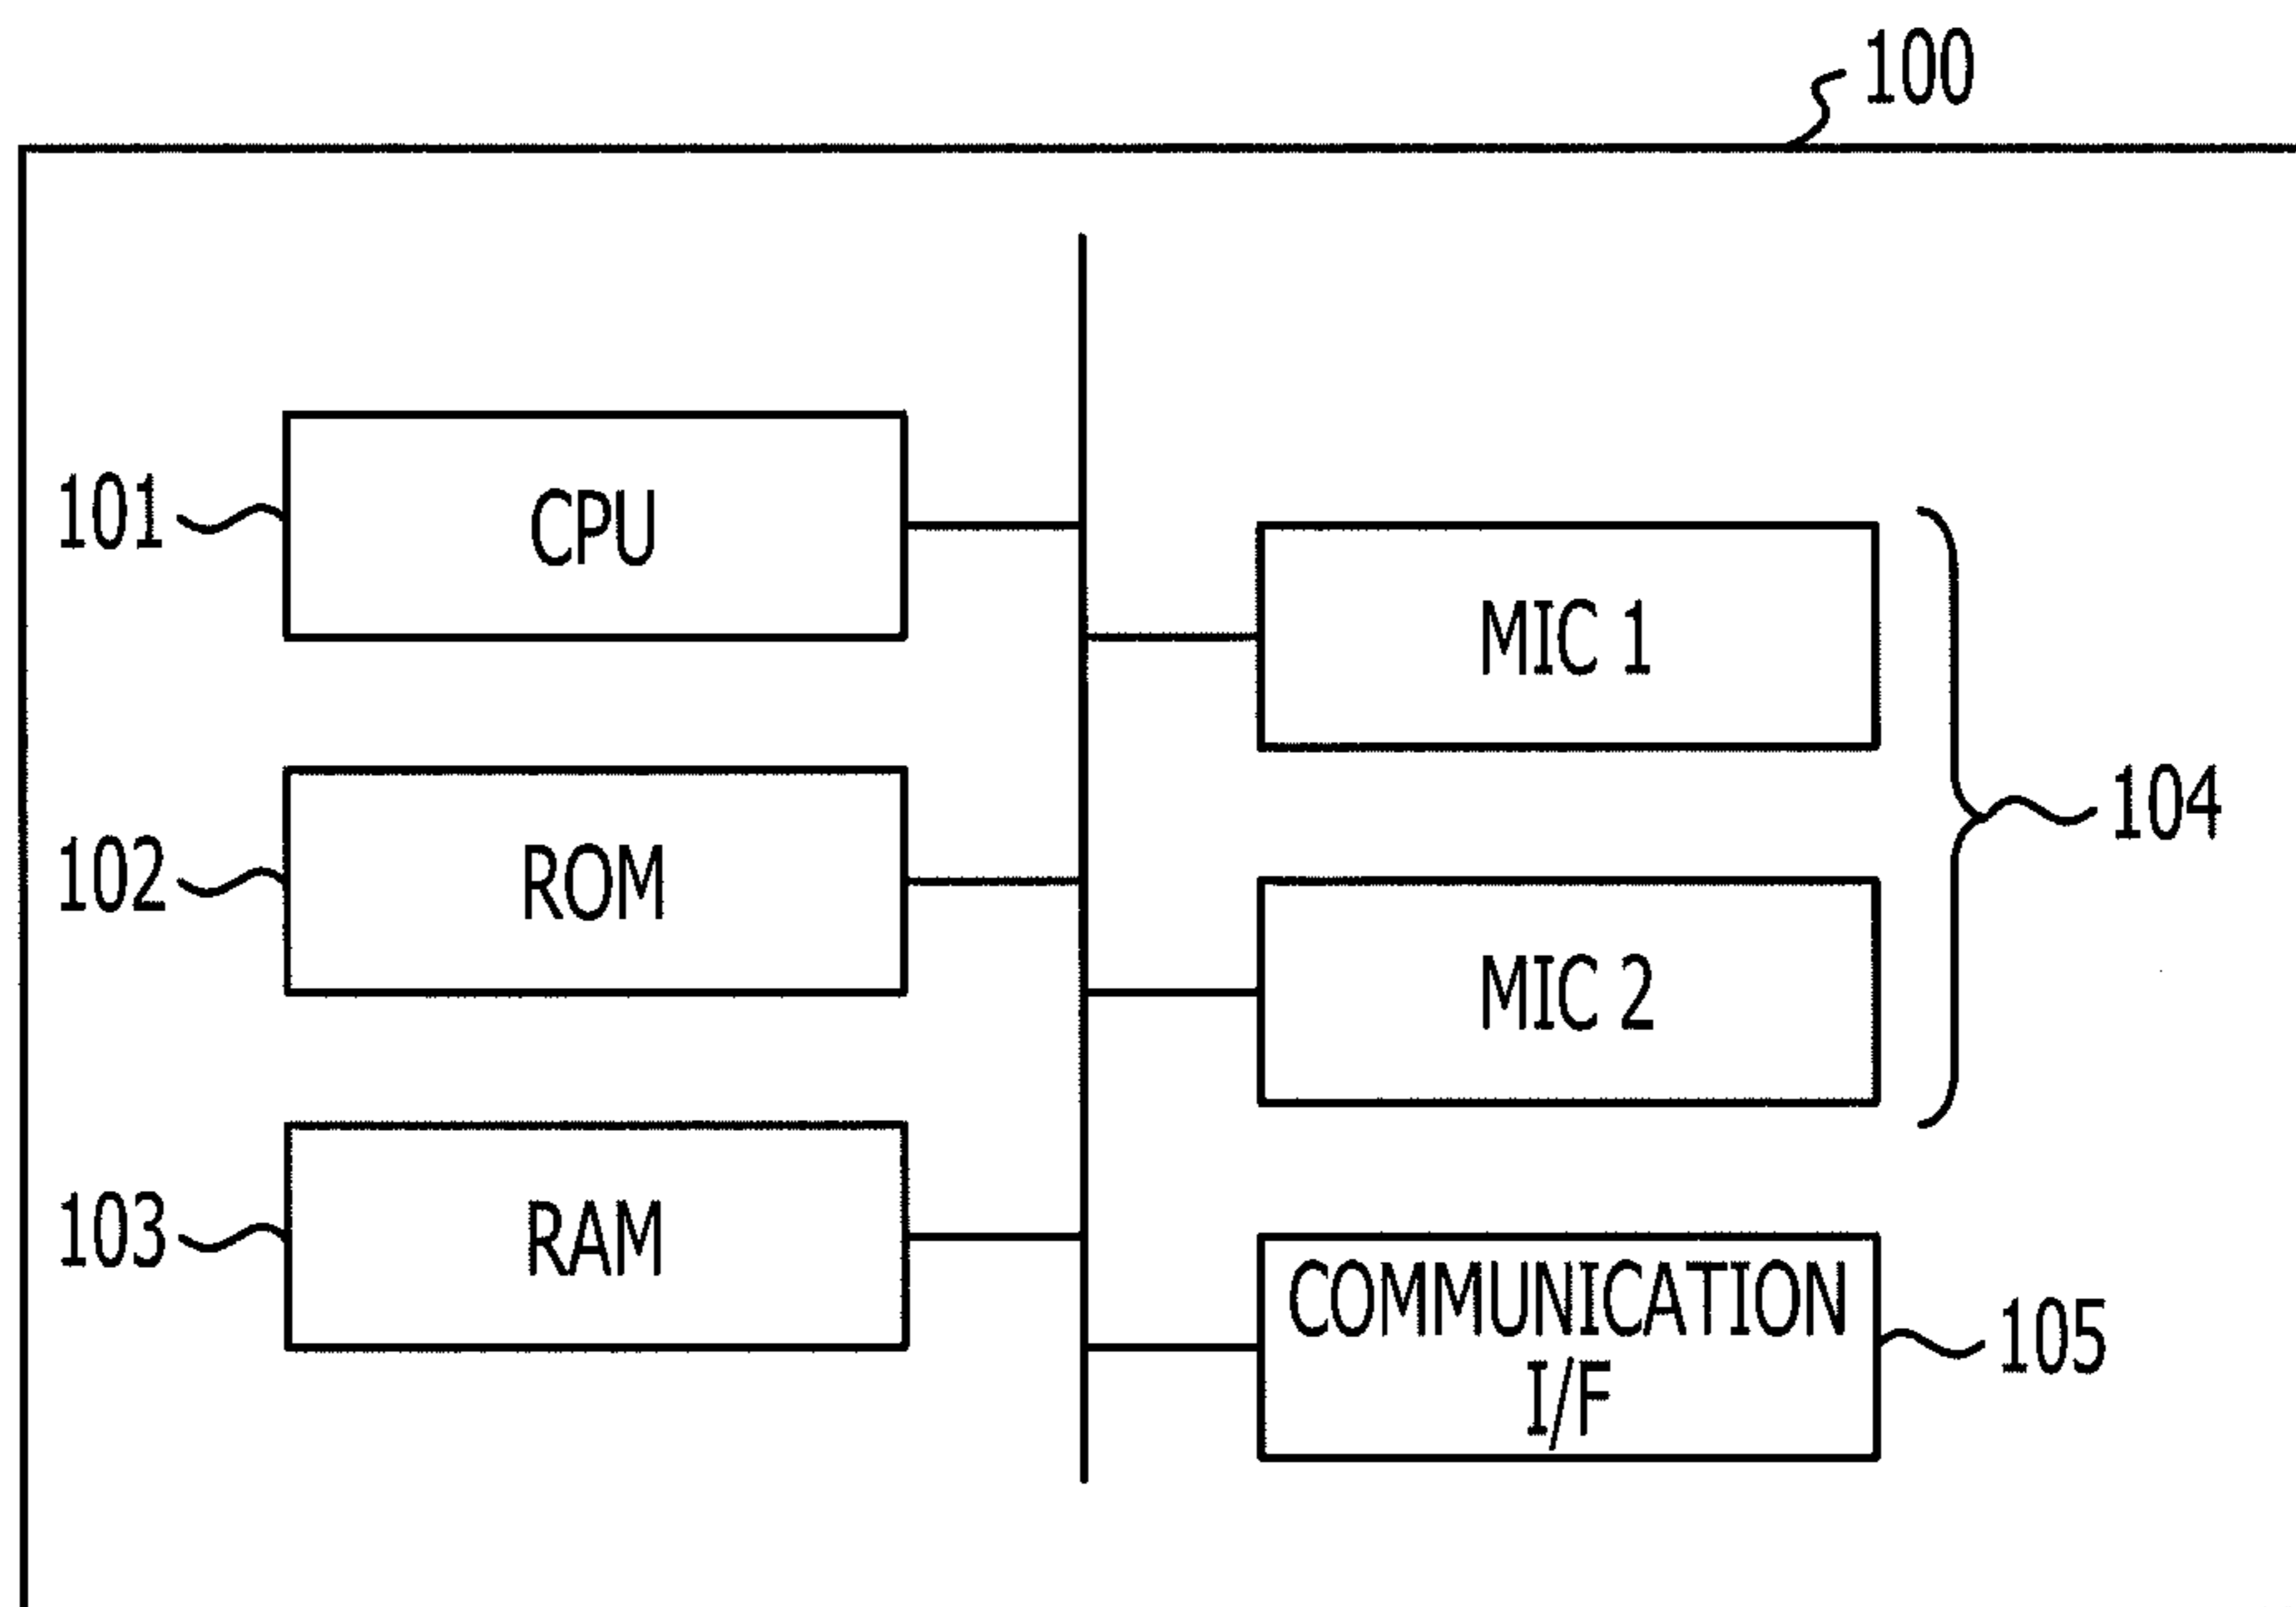 100
101
CPU
MIC 1
104
102
ROM
MIC 2
103
RAM
COMMUNICATION
I/F
105